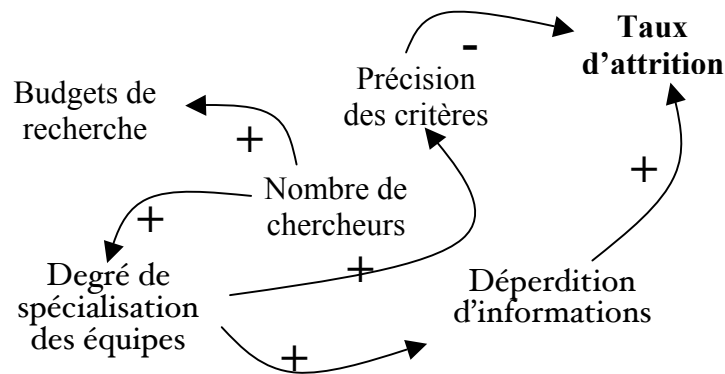 Taux
d'attrition
-
Précision
des critères
Budgets de
recherche
+
+
Nombre de
chercheurs
+
+
Degré de
spécialisation
des équipes
Déperdition
d'informations
+